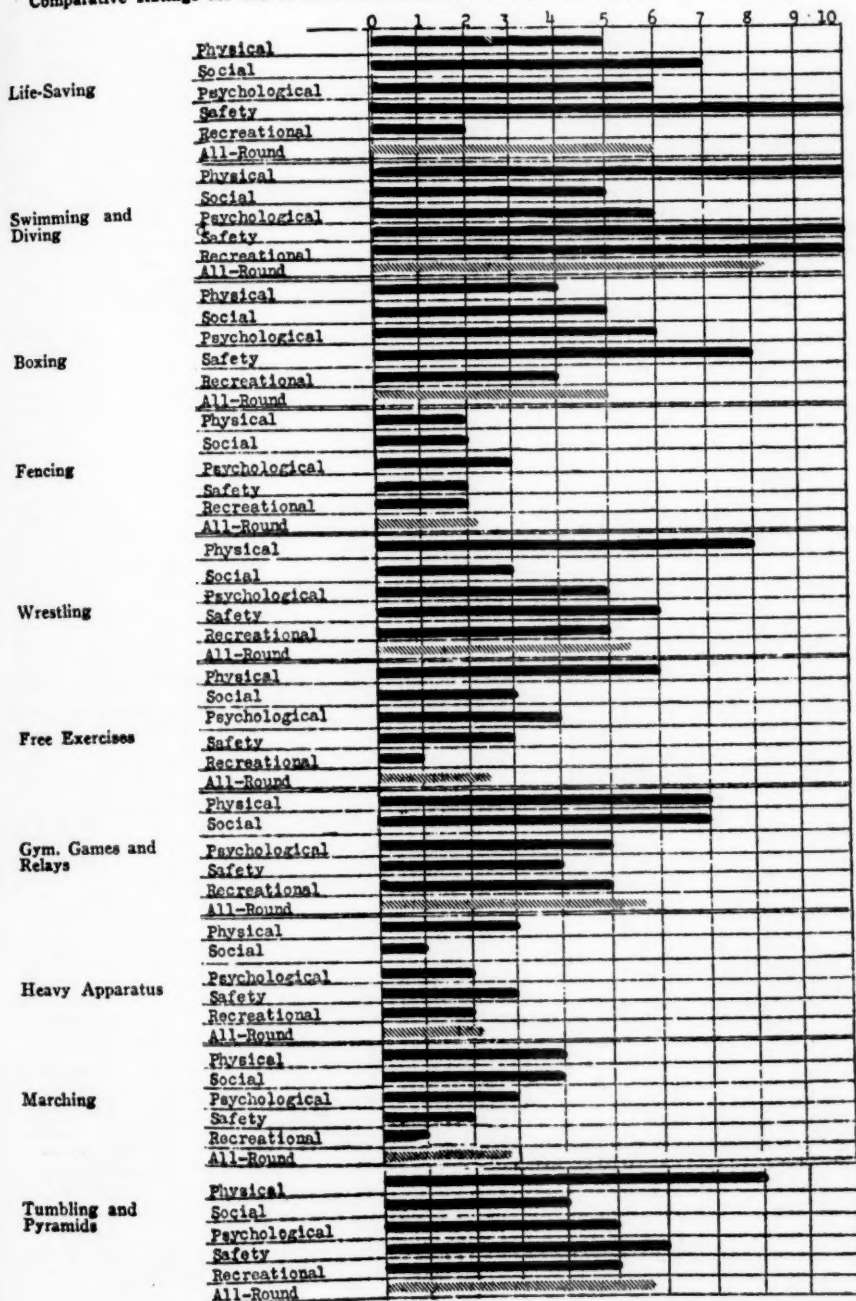 Comparative Ratings
0 1 2 3 4 5 6 7 8 9 10
Life-Saving
Physical
Social
Psychological
Safety
Recreational
All-Round
Swimming and
Diving
Physical
Social
Psychological
Safety
Recreational
All-Round
Boxing
Physical
Social
Psychological
Safety
Recreational
All-Round
Fencing
Physical
Social
Psychological
Safety
Recreational
All-Round
Wrestling
Physical
Social
Psychological
Safety
Recreational
All-Round
Free Exercises
Physical
Social
Psychological
Safety
Recreational
All-Round
Gym. Games and
Relays
Physical
Social
Psychological
Safety
Recreational
All-Round
Heavy Apparatus
Physical
Social
Psychological
Safety
Recreational
All-Round
Marching
Physical
Social
Psychological
Safety
Recreational
All-Round
Tumbling and
Pyramids
Physical
Social
Psychological
Safety
Recreational
All-Round